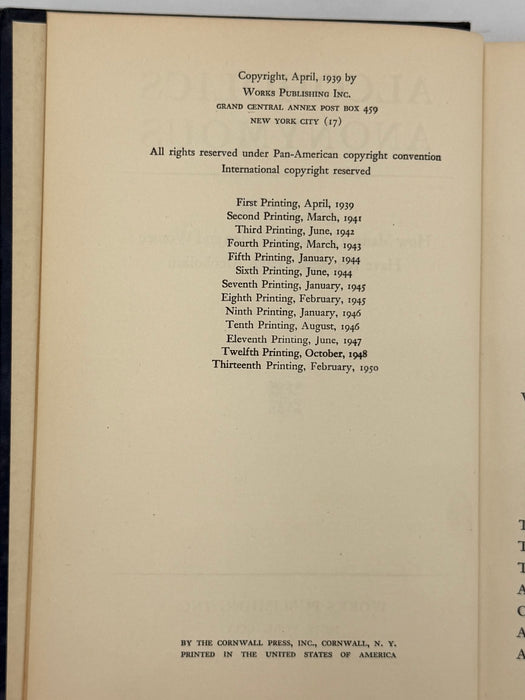 Copyright, April, 1939 by
WORKS PUBLISHING INC.
GRAND CENTRAL ANNEX POST BOX 459
NEW YORK CITY (17)
All rights reserved under Pan-American copyright convention
International copyright reserved
First Printing, April, 1939
Second Printing, March, 1941
Third Printing, June, 1942
Fourth Printing, March, 1943
Fifth Printing, January, 1944
Sixth Printing, June, 1944
Seventh Printing, January, 1945
Eighth Printing, February, 1945
Ninth Printing, January, 1946
Tenth Printing, August, 1946
Eleventh Printing, June, 1947
Twelfth Printing, October, 1948
Thirteenth Printing, February, 1950
BY THE CORNWALL PRESS, INC., CORNWALL, N. Y.
PRINTED IN THE UNITED STATES OF AMERICA